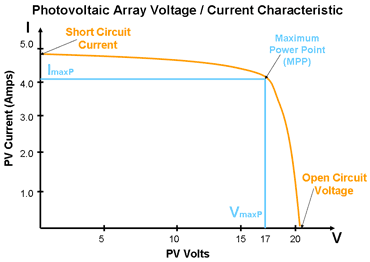 Photovoltaic Array Voltage / Current Characteristic
I
5.0
Short Circuit
Current
Maximum
Power Point
(MPP)
ImaxP
4.0
PV Current (Amps)
3.0
2.0
1.0
VmaxP
Open Circuit
Voltage
5
10
15
17
20
V
PV Volts